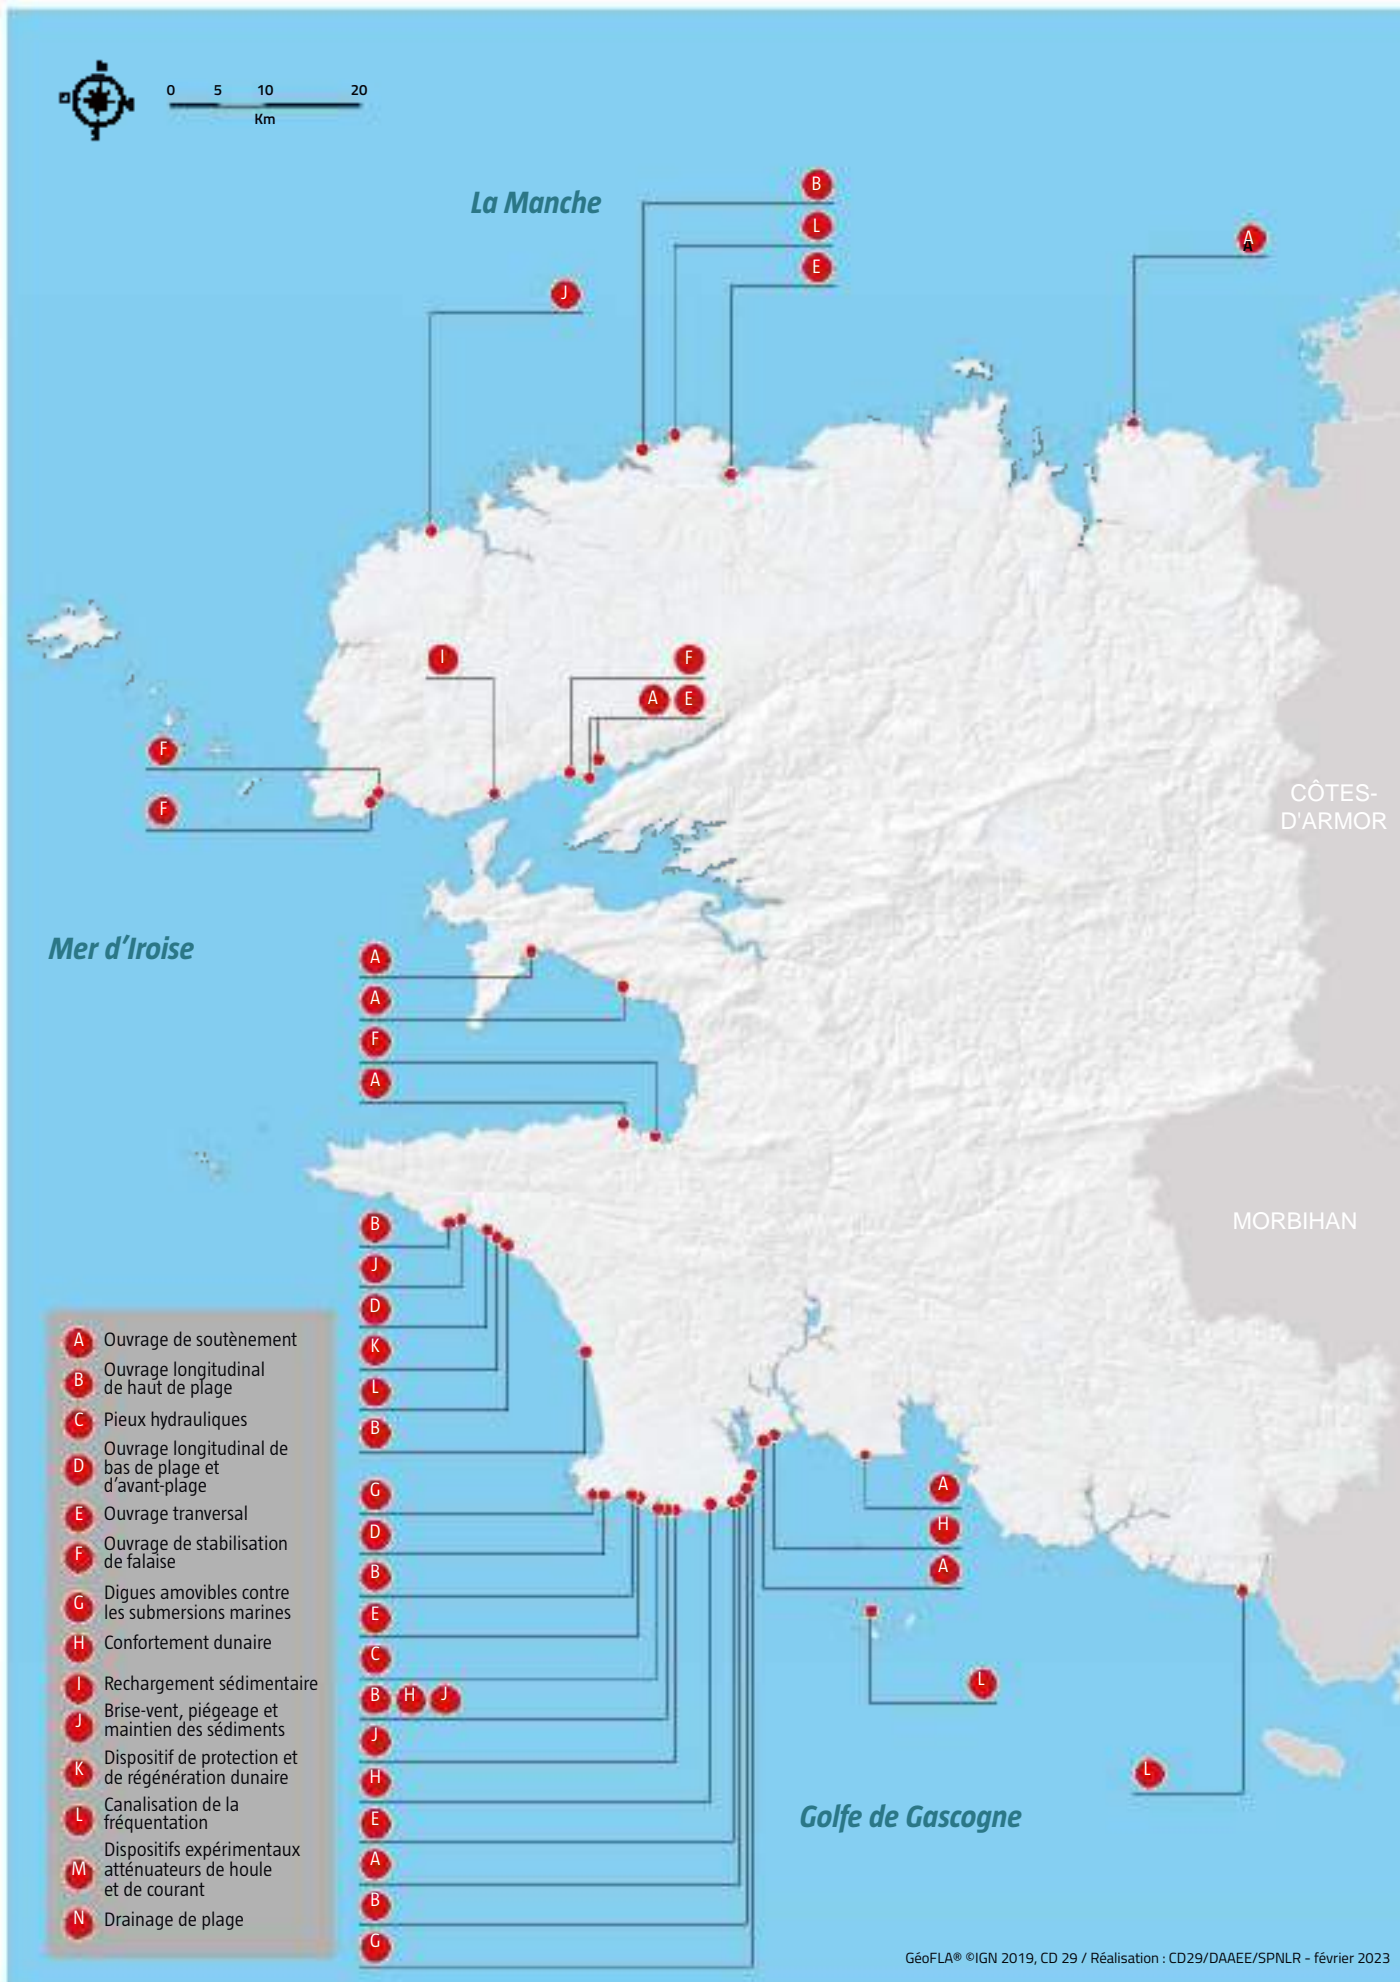 0 5 10 20
Km
La Manche
B
L
E
A
J
I
F
A E
F
F
CÔTES-
D'ARMOR
Mer d'Iroise
A
A
F
A
MORBIHAN
B
J
D
K
L
B
G
D
B
E
C
B H J
J
H
E
A
B
G
A
H
A
L
L
Golfe de Gascogne
A Ouvrage de soutènement
B Ouvrage longitudinal
de haut de plage
C Pieux hydrauliques
D Ouvrage longitudinal de
bas de plage et
d'avant-plage
E Ouvrage tranversal
F Ouvrage de stabilisation
de falaise
G Digues amovibles contre
les submersions marines
H Confortement dunaire
I Rechargement sédimentaire
J Brise-vent, piégeage et
maintien des sédiments
K Dispositif de protection et
de régénération dunaire
L Canalisation de la
fréquentation
M Dispositifs expérimentaux
atténuateurs de houle
et de courant
N Drainage de plage
GéoFLA® ©IGN 2019, CD 29 / Réalisation : CD29/DAAEE/SPNLR - février 2023